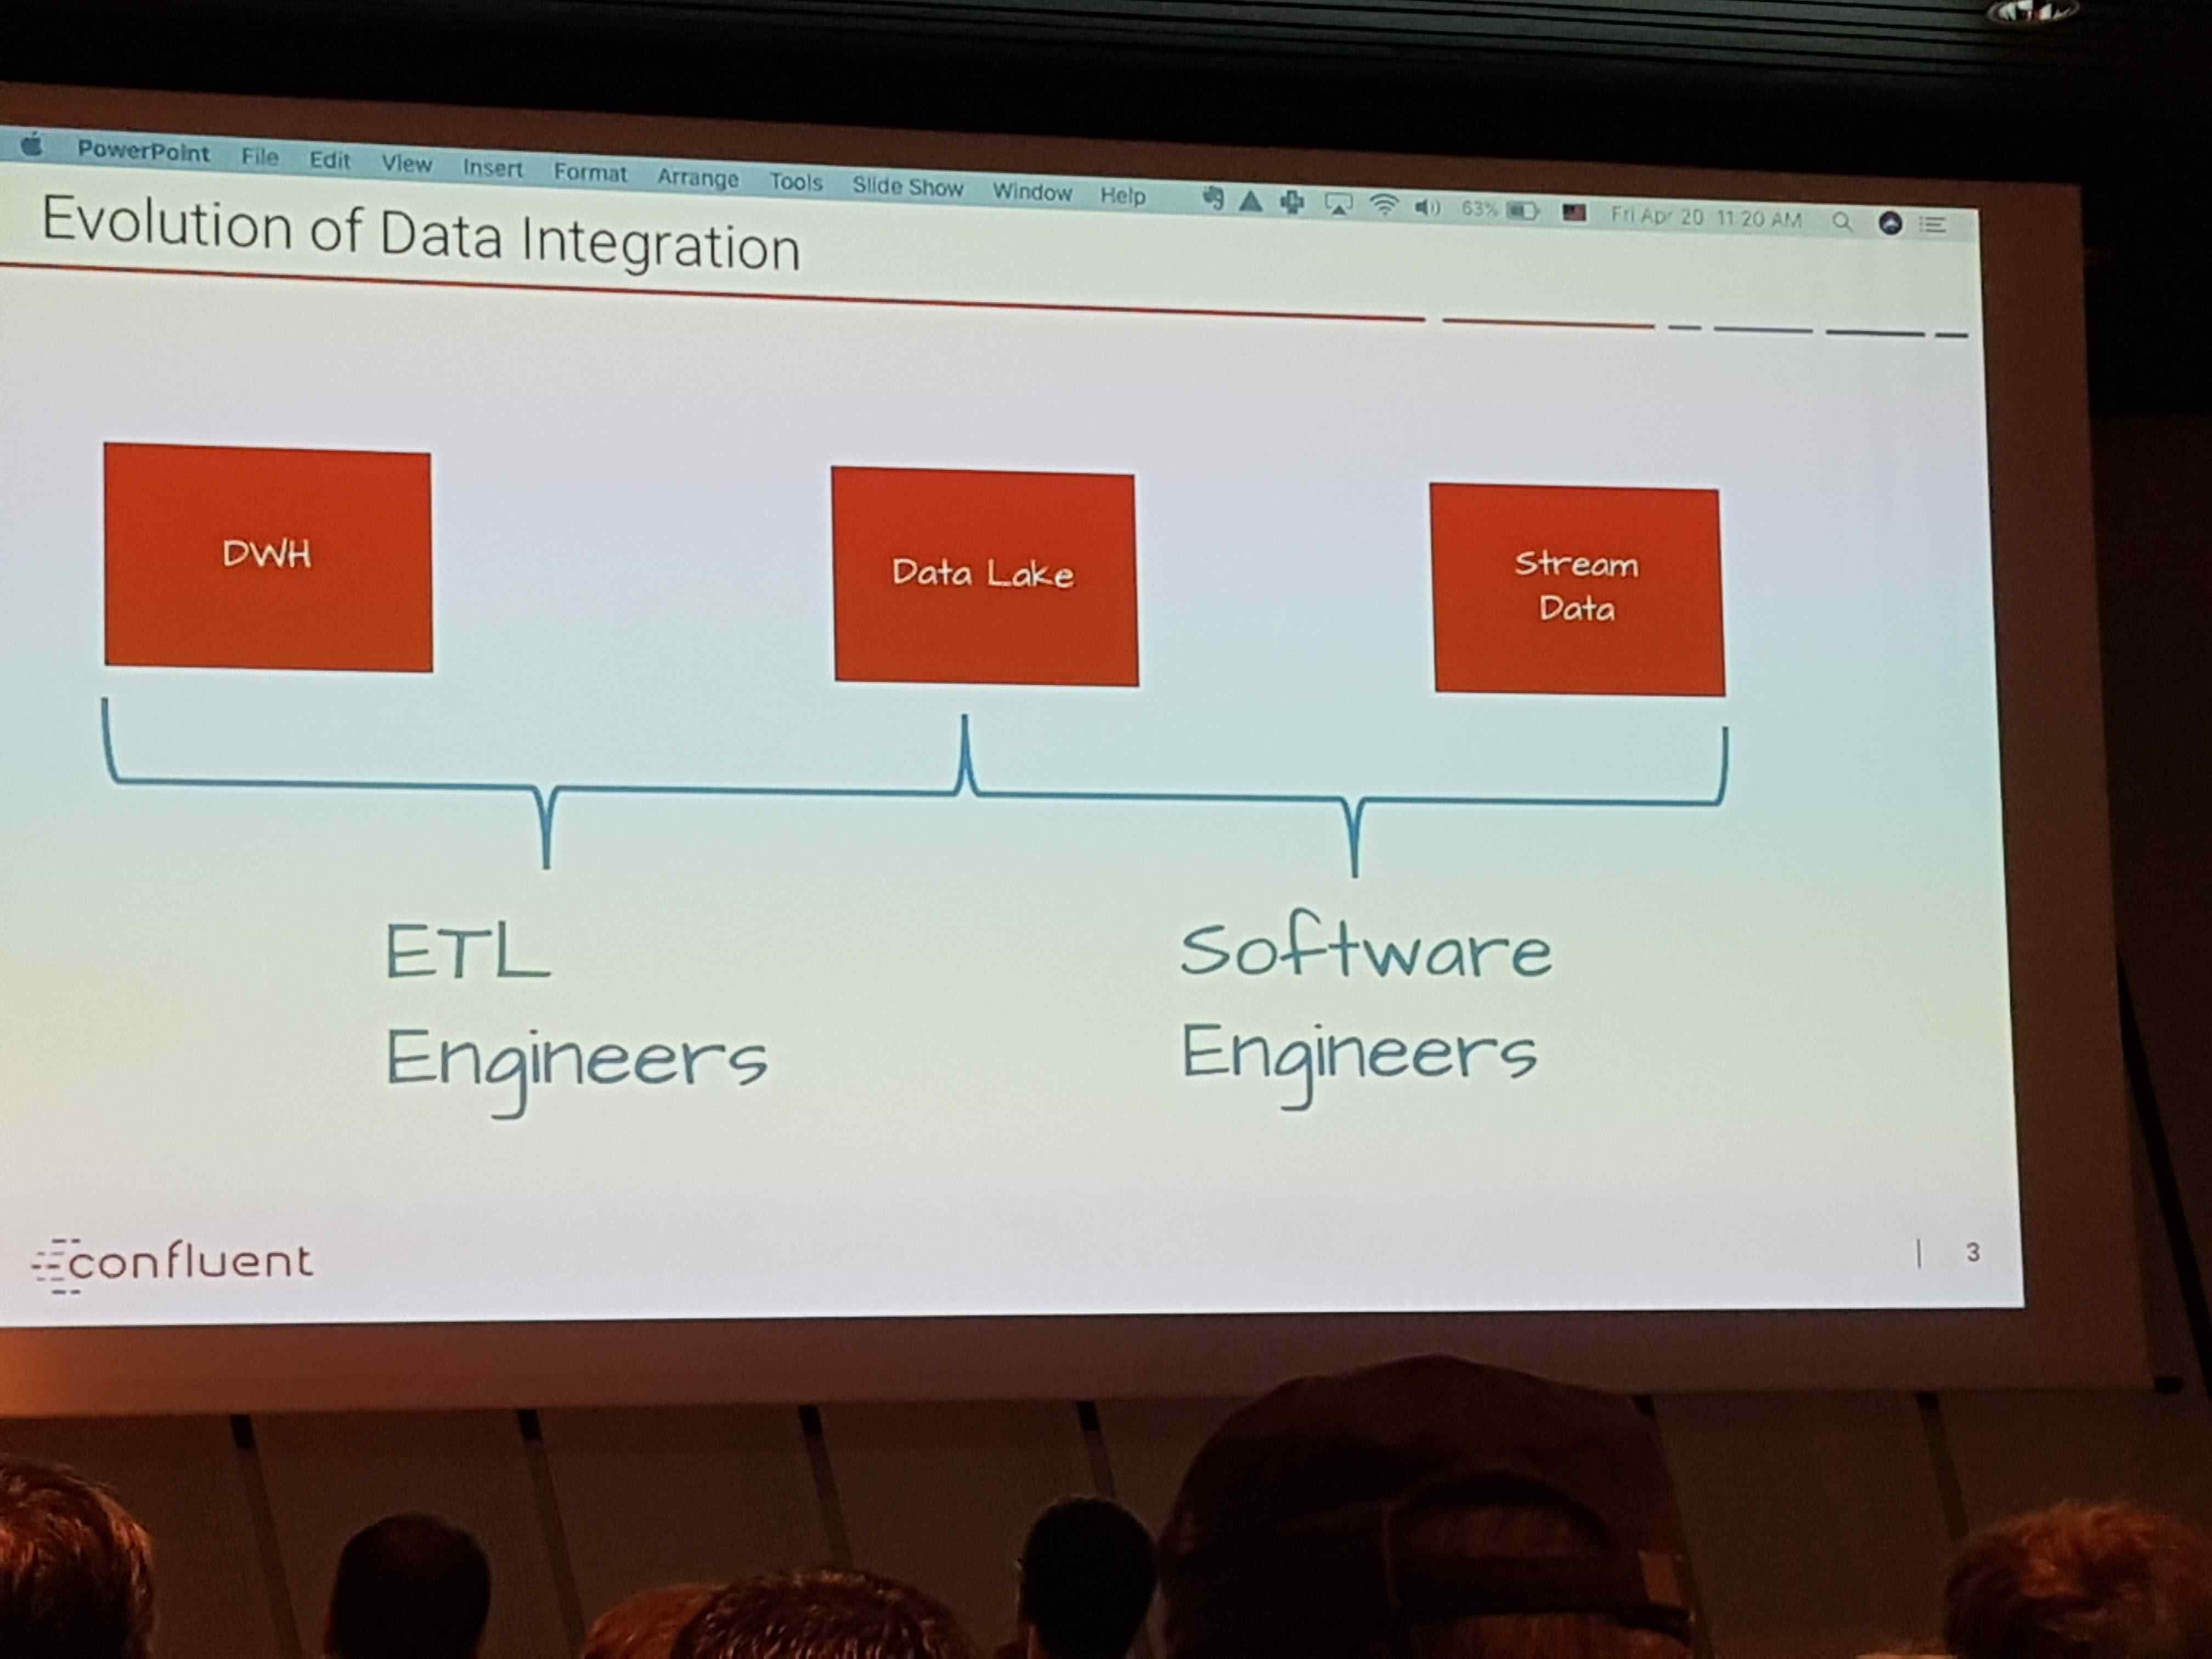 PowerPoint File Edit View Insert Format Arrange Tools Slide Show Window Help 63% Fri Apr 20 11:20 AM
Evolution of Data Integration
DWH
Data Lake
Stream
Data
ETL
Engineers
Software
Engineers
confluent
| 3